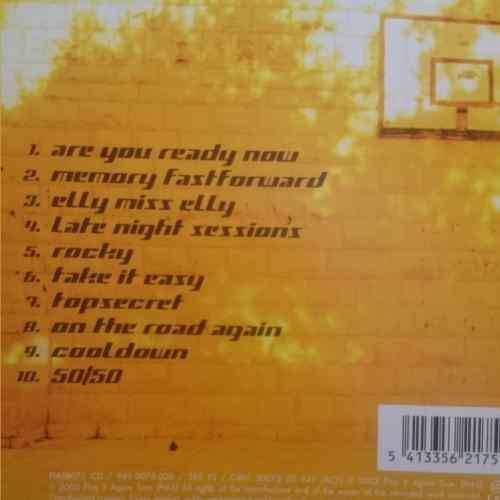 1. are you ready now
2. memory fastforward
3. elly miss elly
4. Late night sessions
5. rocky
6. take it easy
7. topsecret
8. on the road again
9. cooldown
10. 50/50
5 413356 2175